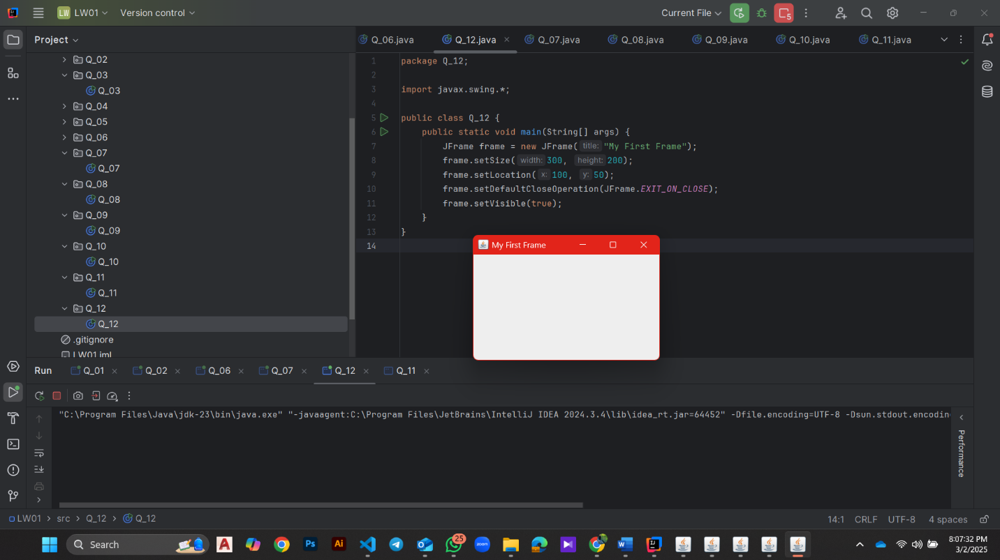 LW LW01 Version control Current File 5
Project
Q_06.java Q_12.java Q_07.java Q_08.java Q_09.java Q_10.java Q_11.java
Q_02
Q_03
Q_03
Q_04
Q_05
Q_06
Q_07
Q_07
Q_08
Q_08
Q_09
Q_09
Q_10
Q_10
Q_11
Q_11
Q_12
Q_12
.gitignore
LW01.iml
1 package Q_12;
2
3 import javax.swing.*;
4
5 public class Q_12 {
6 public static void main(String[] args) {
7 JFrame frame = new JFrame( title: "My First Frame");
8 frame.setSize( width: 300, height: 200);
9 frame.setLocation( x: 100, y: 50);
10 frame.setDefaultCloseOperation(JFrame.EXIT_ON_CLOSE);
11 frame.setVisible(true);
12 }
13 }
14
My First Frame
Run Q_01 Q_02 Q_06 Q_07 Q_12 Q_11
"C:\Program Files\Java\jdk-23\bin\java.exe" "-javaagent:C:\Program Files\JetBrains\IntelliJ IDEA 2024.3.4\lib\idea_rt.jar=64452" -Dfile.encoding=UTF-8 -Dsun.stdout.encoding
Performance
LW01 > src > Q_12 > Q_12 14:1 CRLF UTF-8 4 spaces
Search A Ps Ai 25 zoom W 8:07:32 PM
3/2/2025